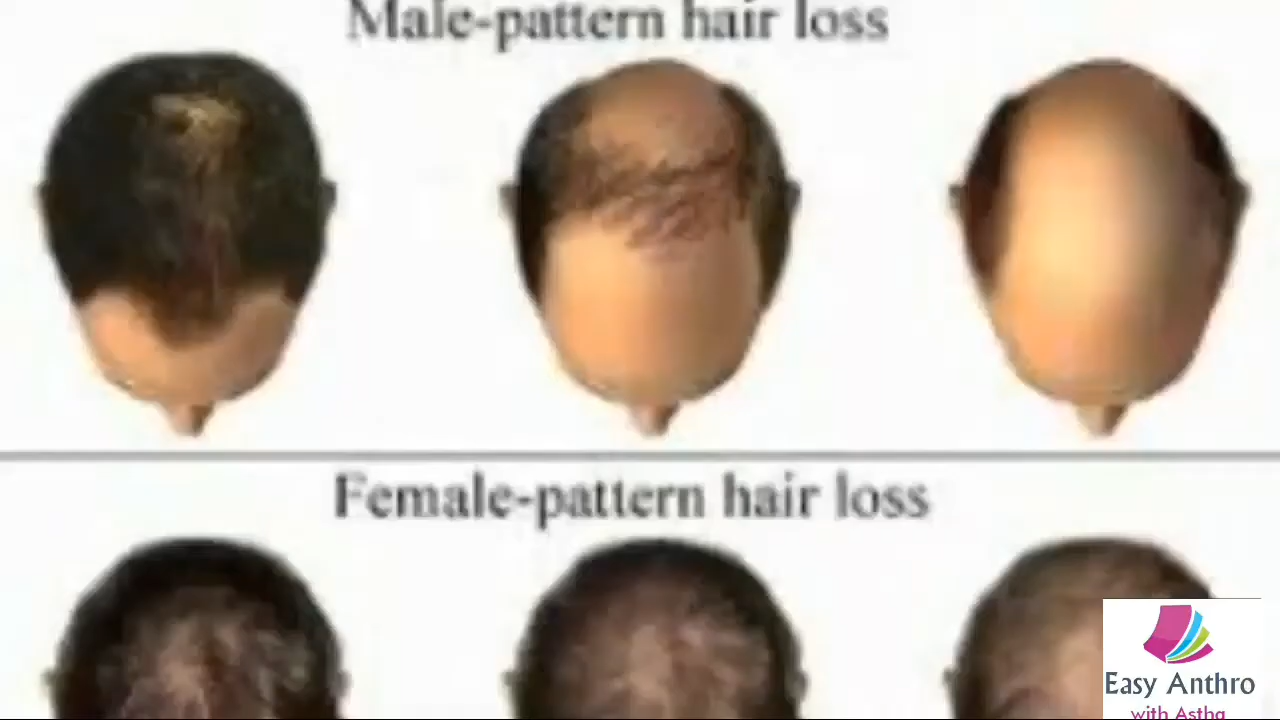 Male-pattern hair loss
Female-pattern hair loss
Easy Anthro
with Astha